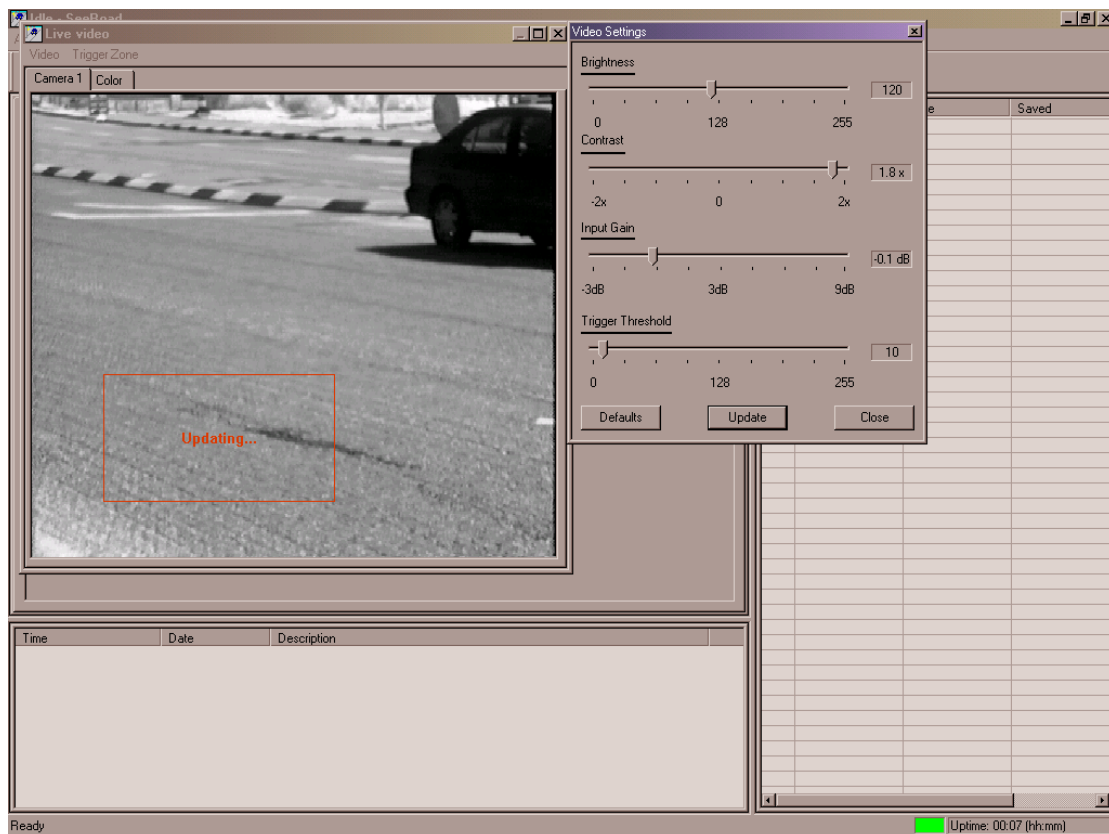 Idle - SeeRoad
Live video
Video Trigger Zone
Camera 1 Color
Updating...
Video Settings
Brightness
120
0 128 255
Contrast
1.8 x
-2x 0 2x
Input Gain
-0.1 dB
-3dB 3dB 9dB
Trigger Threshold
10
0 128 255
Defaults Update Close
Saved
Time Date Description
Ready
Uptime: 00:07 (hh:mm)